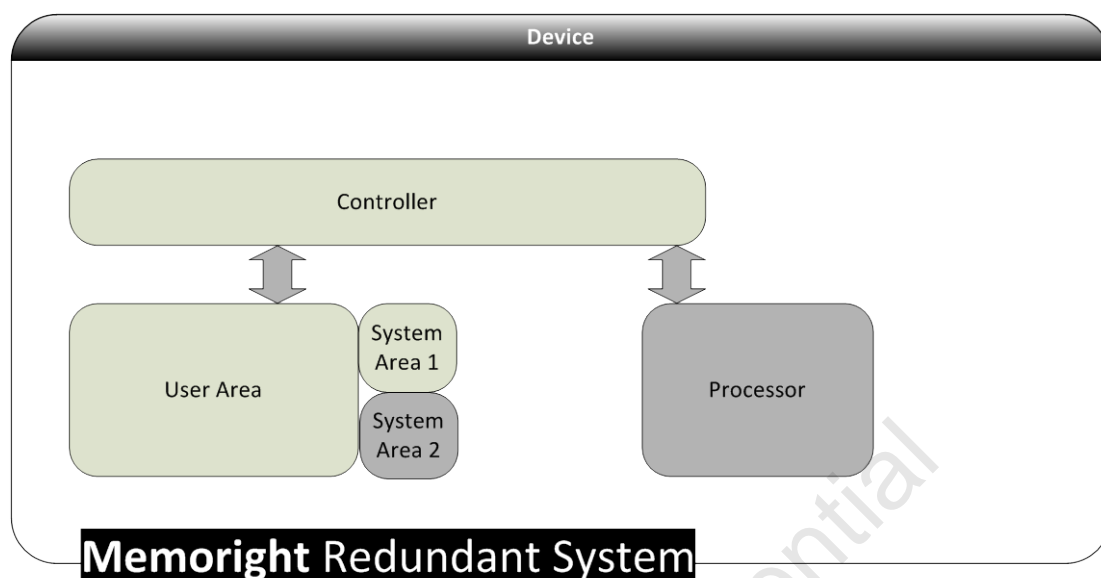 Device
Controller
User Area
System
Area 1
System
Area 2
Processor
Memoright Redundant System